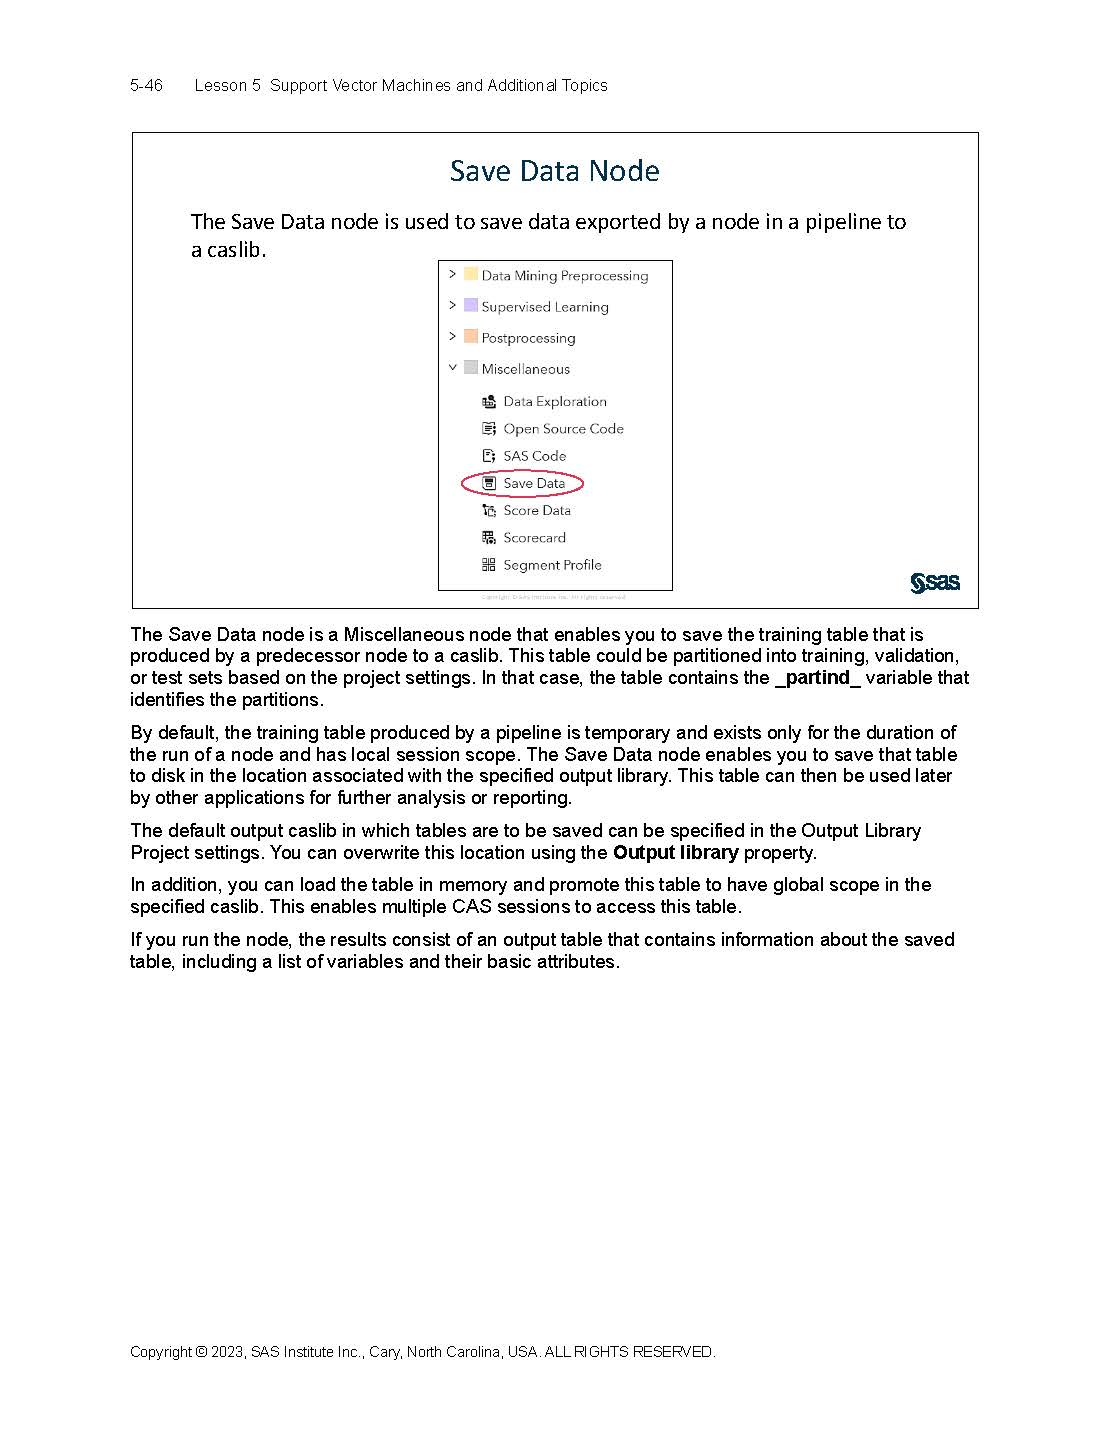 5-46 Lesson 5 Support Vector Machines and Additional Topics
Save Data Node
The Save Data node is used to save data exported by a node in a pipeline to
a caslib.
> Data Mining Preprocessing
> Supervised Learning
> Postprocessing
Miscellaneous
Data Exploration
Open Source Code
SAS Code
Save Data
Score Data
Scorecard
Segment Profile
sas
Copyright © SAS Institute Inc. All rights reserved.
The Save Data node is a Miscellaneous node that enables you to save the training table that is
produced by a predecessor node to a caslib. This table could be partitioned into training, validation,
or test sets based on the project settings. In that case, the table contains the _partind_ variable that
identifies the partitions.
By default, the training table produced by a pipeline is temporary and exists only for the duration of
the run of a node and has local session scope. The Save Data node enables you to save that table
to disk in the location associated with the specified output library. This table can then be used later
by other applications for further analysis or reporting.
The default output caslib in which tables are to be saved can be specified in the Output Library
Project settings. You can overwrite this location using the Output library property.
In addition, you can load the table in memory and promote this table to have global scope in the
specified caslib. This enables multiple CAS sessions to access this table.
If you run the node, the results consist of an output table that contains information about the saved
table, including a list of variables and their basic attributes.
Copyright © 2023, SAS Institute Inc., Cary, North Carolina, USA. ALL RIGHTS RESERVED.